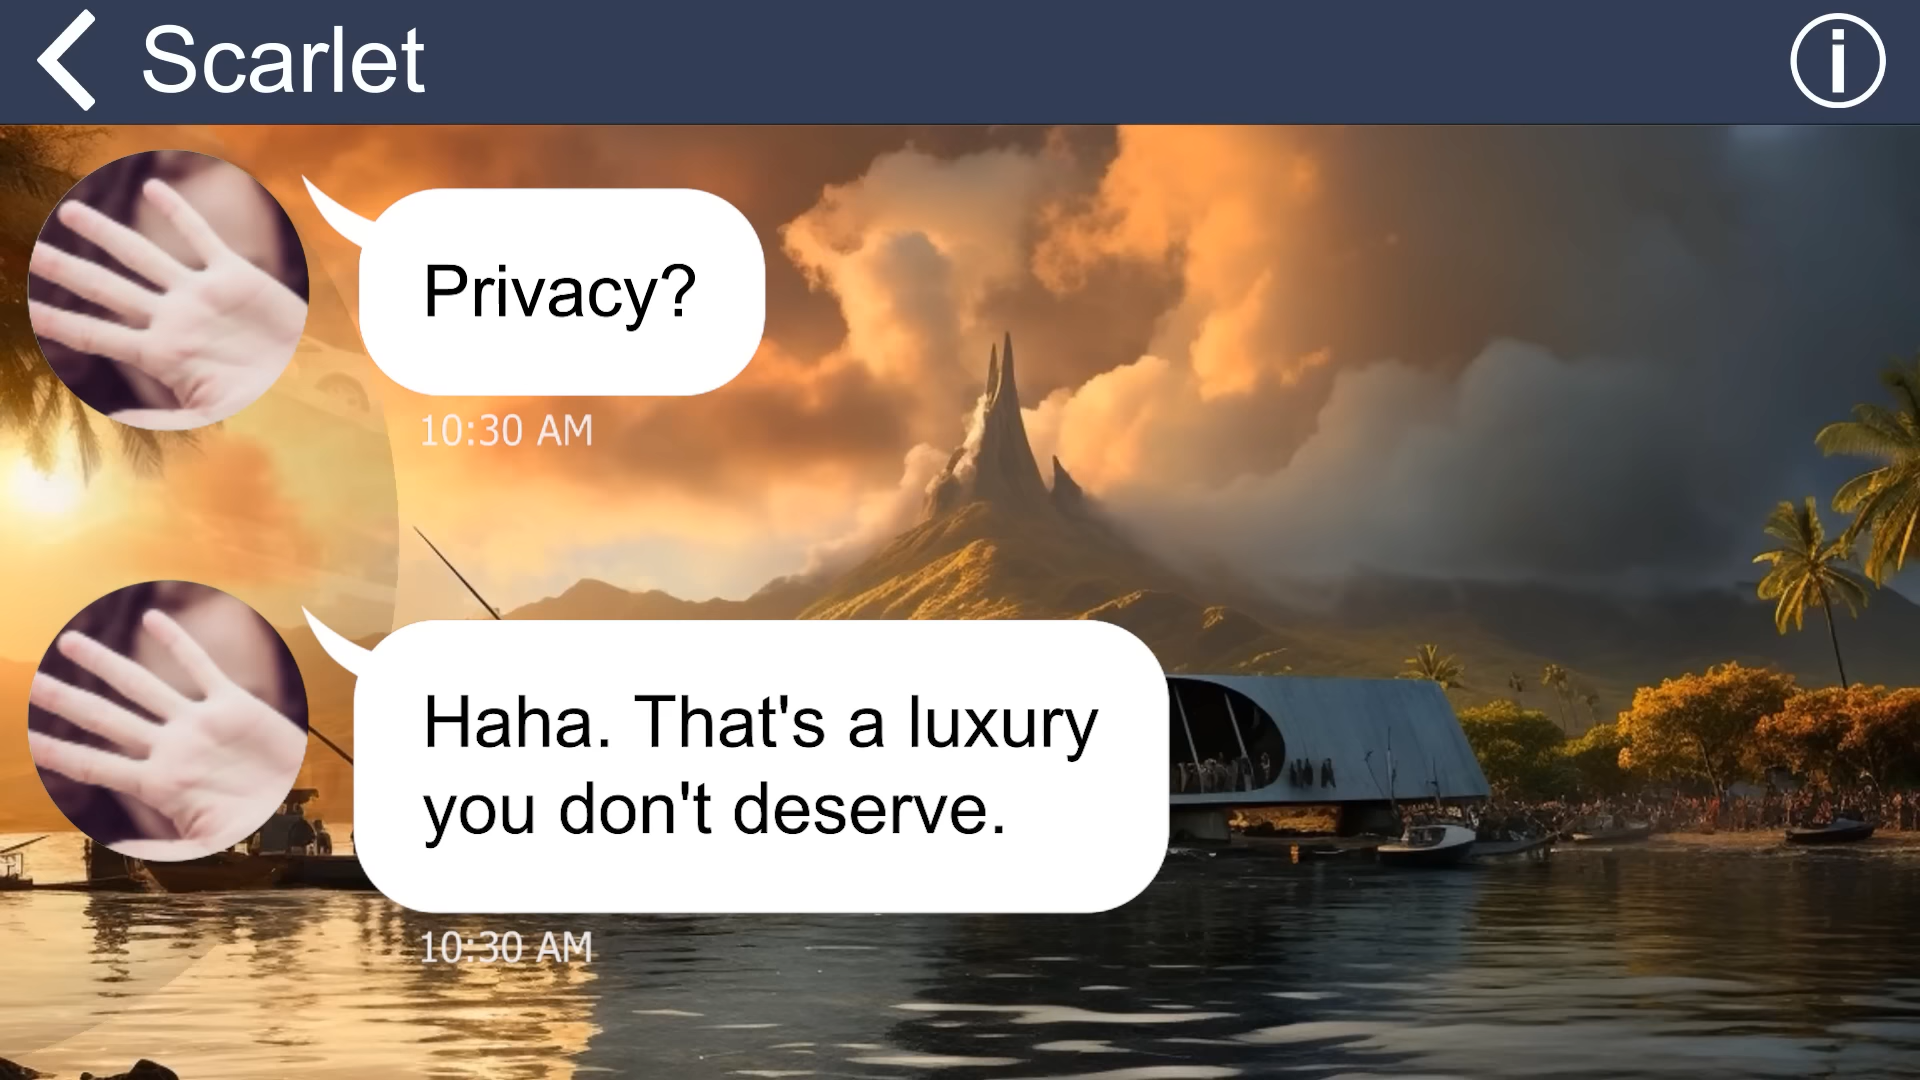 Scarlet
Privacy?
10:30 AM
Haha. That's a luxury
you don't deserve.
10:30 AM